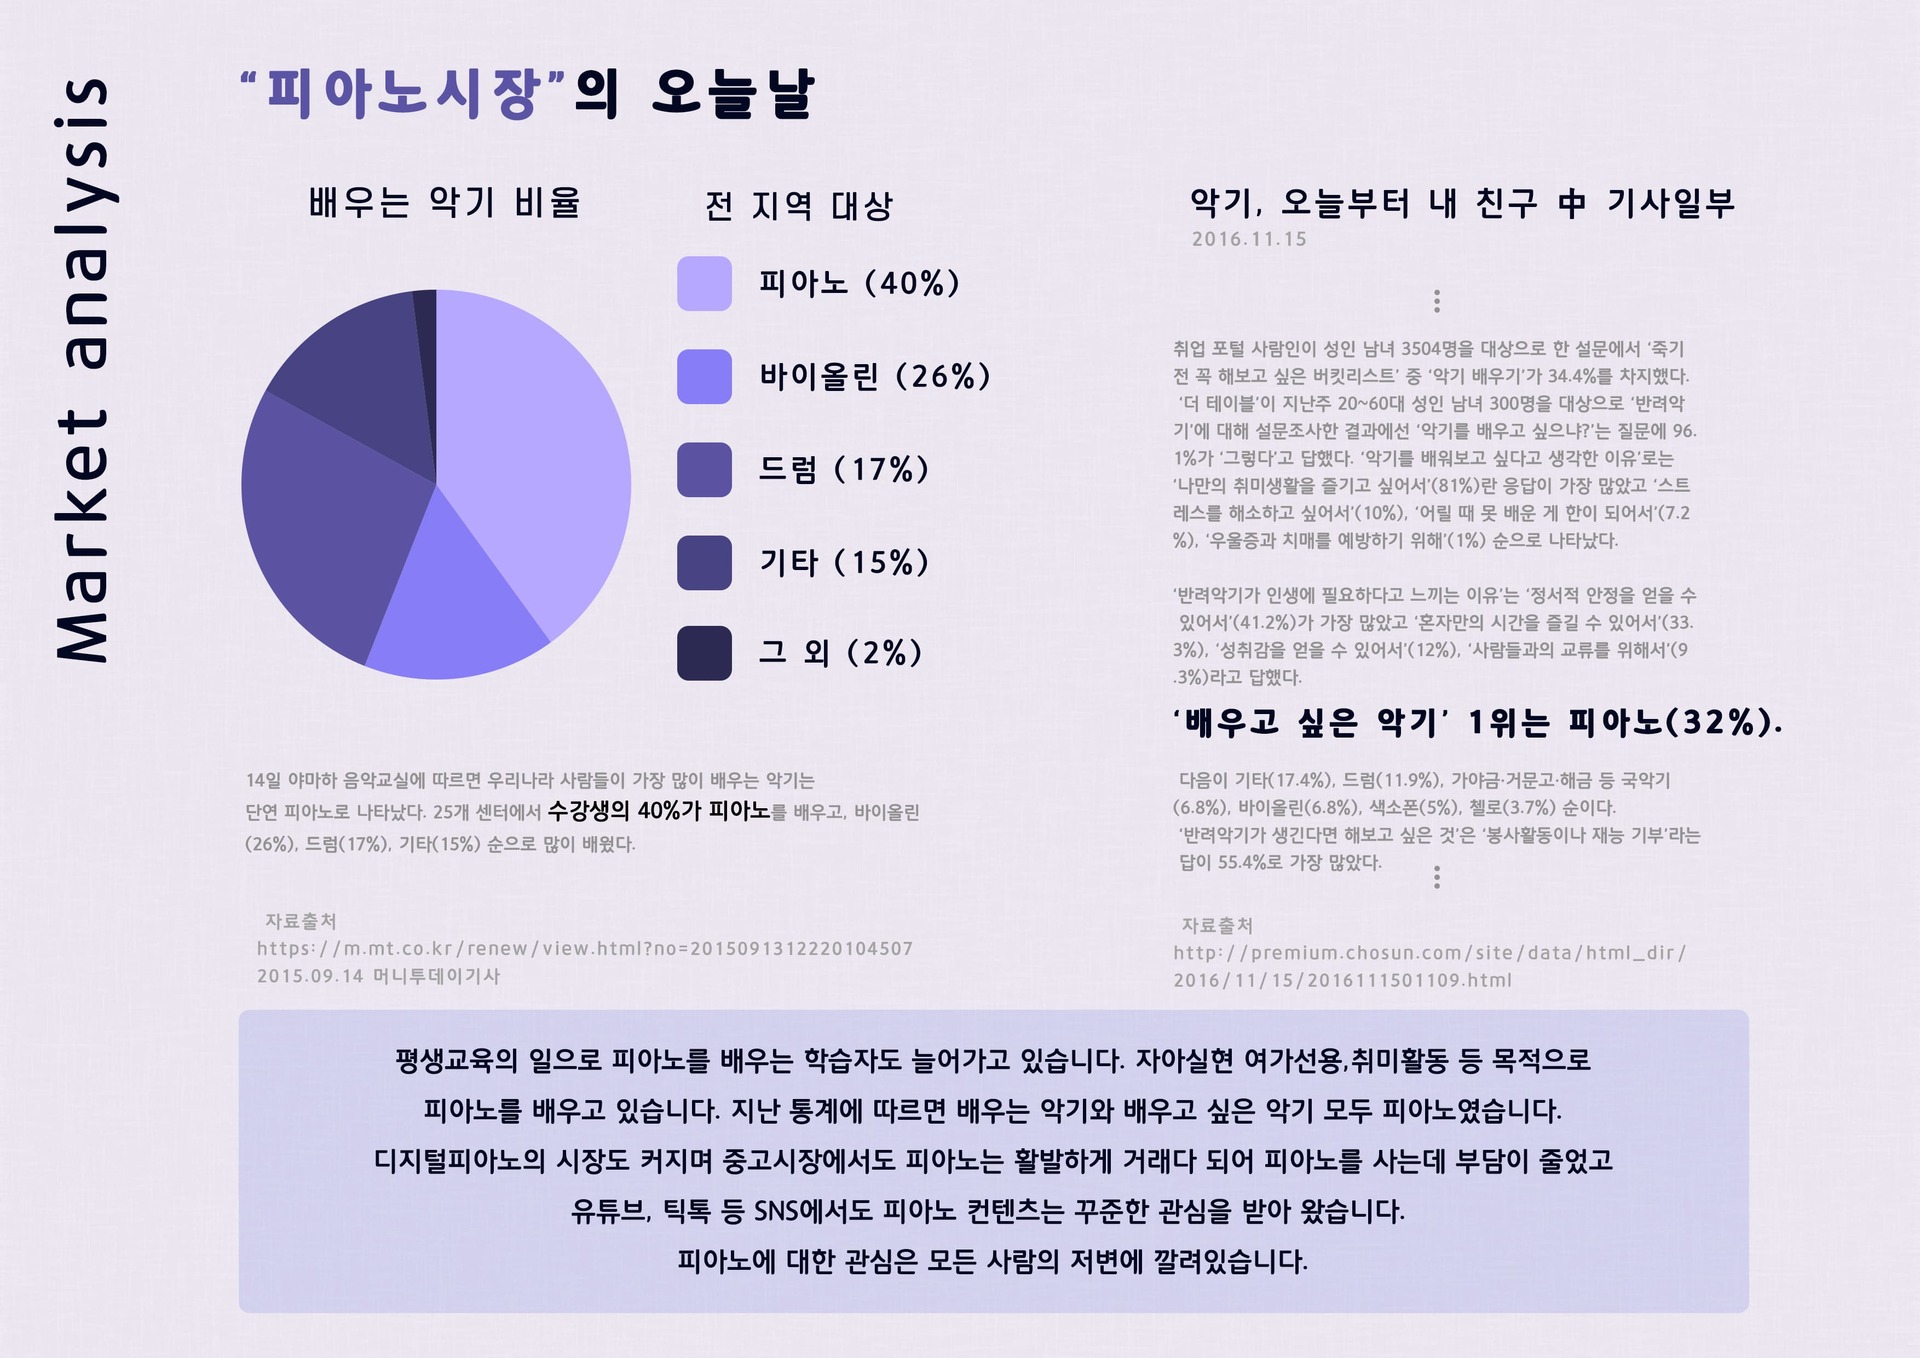 Market analysis
“피아노시장”의 오늘날
배우는 악기 비율
전 지역 대상
피아노 (40%)
바이올린 (26%)
드럼 (17%)
기타 (15%)
그 외 (2%)
14일 야마하 음악교실에 따르면 우리나라 사람들이 가장 많이 배우는 악기는
단연 피아노로 나타났다. 25개 센터에서 수강생의 40%가 피아노를 배우고, 바이올린
(26%), 드럼(17%), 기타(15%) 순으로 많이 배웠다.
자료출처
https://m.mt.co.kr/renew/view.html?no=2015091312220104507
2015.09.14 머니투데이기사
악기, 오늘부터 내 친구 中 기사일부
2016.11.15
취업 포털 사람인이 성인 남녀 3504명을 대상으로 한 설문에서 ‘죽기
전 꼭 해보고 싶은 버킷리스트’ 중 ‘악기 배우기’가 34.4%를 차지했다.
‘더 테이블’이 지난주 20~60대 성인 남녀 300명을 대상으로 ‘반려악
기’에 대해 설문조사한 결과에선 ‘악기를 배우고 싶으냐?’는 질문에 96.
1%가 ‘그렇다’고 답했다. ‘악기를 배워보고 싶다고 생각한 이유’로는
‘나만의 취미생활을 즐기고 싶어서’(81%)란 응답이 가장 많았고 ‘스트
레스를 해소하고 싶어서’(10%), ‘어릴 때 못 배운 게 한이 되어서’(7.2
%), ‘우울증과 치매를 예방하기 위해’(1%) 순으로 나타났다.
‘반려악기가 인생에 필요하다고 느끼는 이유’는 ‘정서적 안정을 얻을 수
있어서’(41.2%)가 가장 많았고 ‘혼자만의 시간을 즐길 수 있어서’(33.
3%), ‘성취감을 얻을 수 있어서’(12%), ‘사람들과의 교류를 위해서’(9
.3%)라고 답했다.
‘배우고 싶은 악기’ 1위는 피아노(32%).
다음이 기타(17.4%), 드럼(11.9%), 가야금·거문고·해금 등 국악기
(6.8%), 바이올린(6.8%), 색소폰(5%), 첼로(3.7%) 순이다.
‘반려악기가 생긴다면 해보고 싶은 것’은 ‘봉사활동이나 재능 기부’라는
답이 55.4%로 가장 많았다.
자료출처
http://premium.chosun.com/site/data/html_dir/
2016/11/15/2016111501109.html
평생교육의 일으로 피아노를 배우는 학습자도 늘어가고 있습니다. 자아실현 여가선용,취미활동 등 목적으로
피아노를 배우고 있습니다. 지난 통계에 따르면 배우는 악기와 배우고 싶은 악기 모두 피아노였습니다.
디지털피아노의 시장도 커지며 중고시장에서도 피아노는 활발하게 거래다 되어 피아노를 사는데 부담이 줄었고
유튜브, 틱톡 등 SNS에서도 피아노 컨텐츠는 꾸준한 관심을 받아 왔습니다.
피아노에 대한 관심은 모든 사람의 저변에 깔려있습니다.